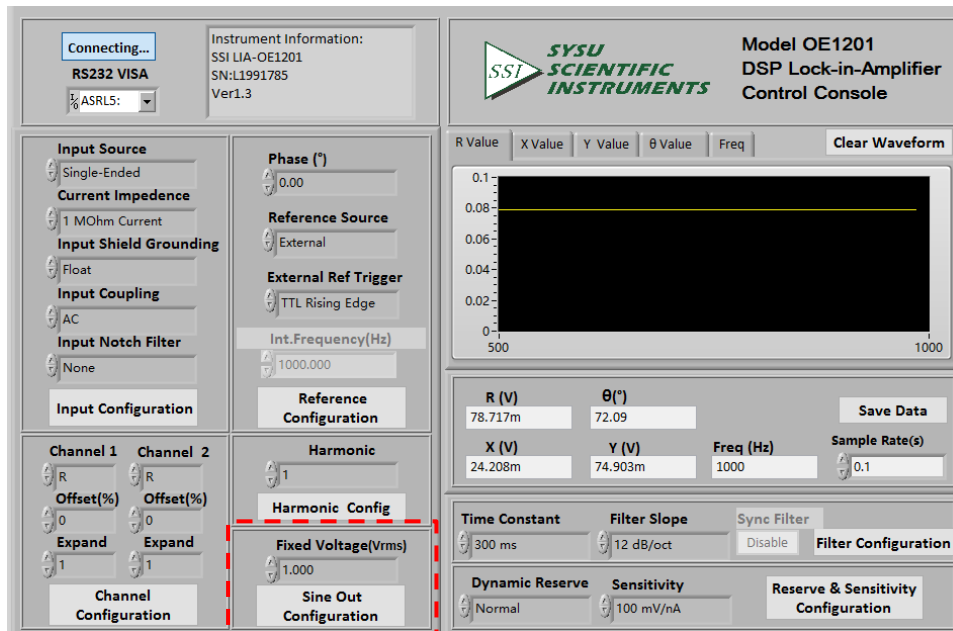 Connecting...
RS232 VISA
I/O ASRL5:
Instrument Information:
SSI LIA-OE1201
SN:L1991785
Ver1.3
SSI
SYSU
SCIENTIFIC
INSTRUMENTS
Model OE1201
DSP Lock-in-Amplifier
Control Console
Input Source
Single-Ended
Current Impedence
1 MOhm Current
Input Shield Grounding
Float
Input Coupling
AC
Input Notch Filter
None
Input Configuration
Phase (°)
0.00
Reference Source
External
External Ref Trigger
TTL Rising Edge
Int.Frequency(Hz)
1000.000
Reference
Configuration
R Value X Value Y Value θ Value Freq
Clear Waveform
0.1
0.08
0.06
0.04
0.02
0
500 1000
R (V) θ(°)
78.717m 72.09
Save Data
X (V) Y (V) Freq (Hz) Sample Rate(s)
24.208m 74.903m 1000 0.1
Channel 1 Channel 2
R R
Offset(%) Offset(%)
0 0
Expand Expand
1 1
Channel
Configuration
Harmonic
1
Harmonic Config
Fixed Voltage(Vrms)
1.000
Sine Out
Configuration
Time Constant Filter Slope Sync Filter
300 ms 12 dB/oct Disable Filter Configuration
Dynamic Reserve Sensitivity
Normal 100 mV/nA
Reserve & Sensitivity
Configuration